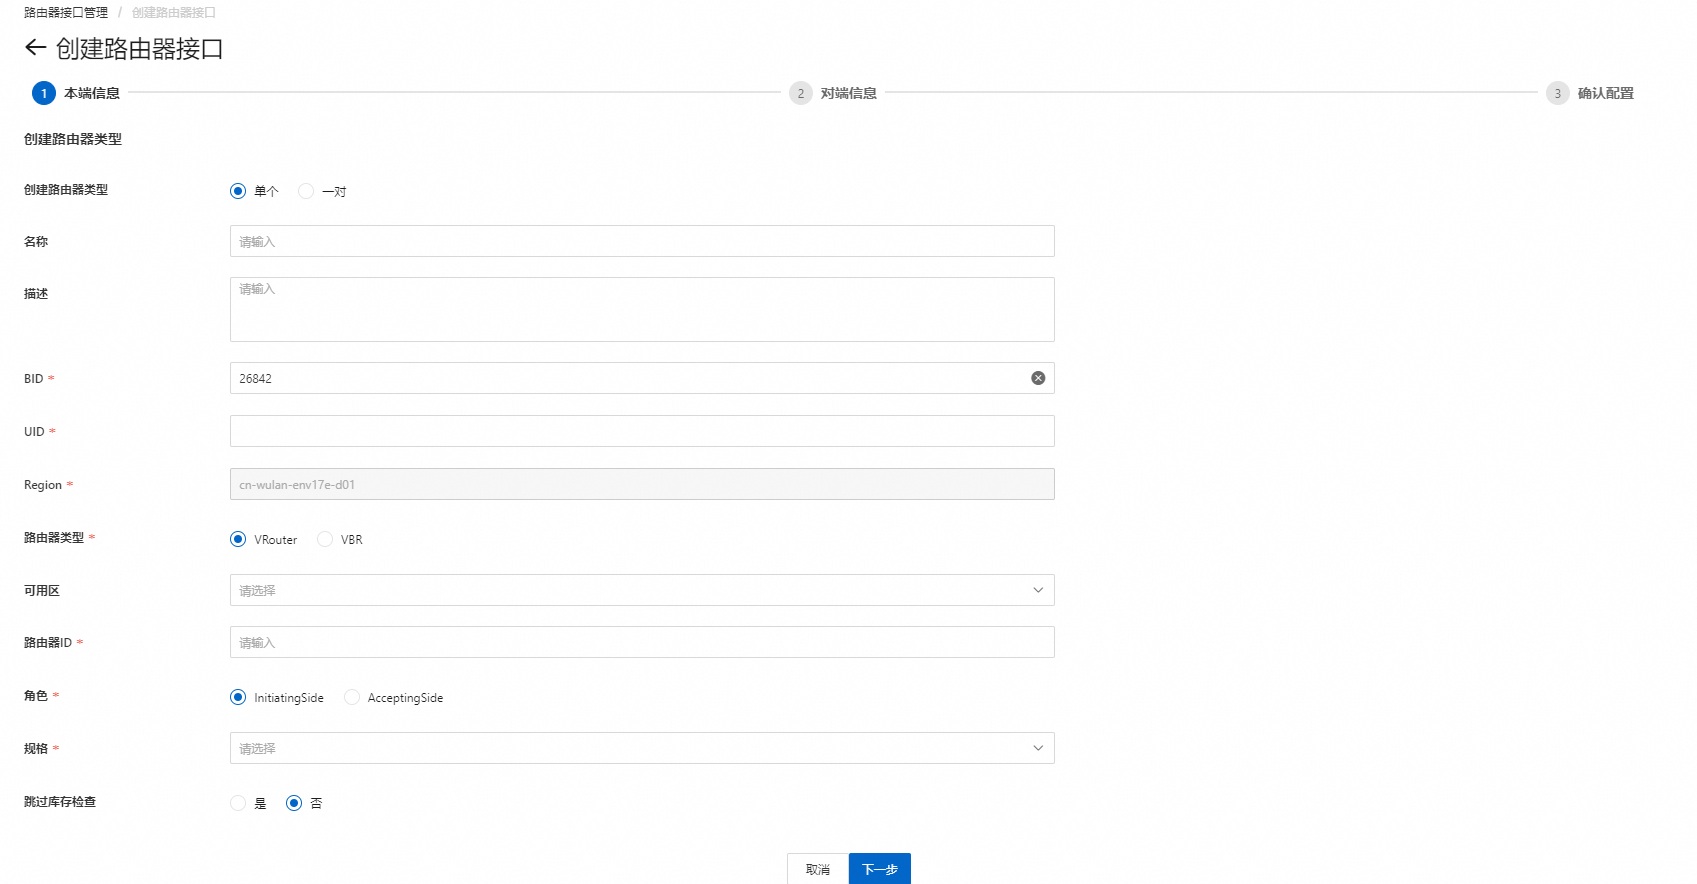 路由器接口管理 / 创建路由器接口
创建路由器接口
1 本端信息 2 对端信息 3 确认配置
创建路由器类型
创建路由器类型 单个 一对
名称 请输入
描述 请输入
BID * 26842
UID *
Region * cn-wulan-env17e-d01
路由器类型 * VRouter VBR
可用区 请选择
路由器ID * 请输入
角色 * InitiatingSide AcceptingSide
规格 * 请选择
跳过库存检查 是 否
取消 下一步